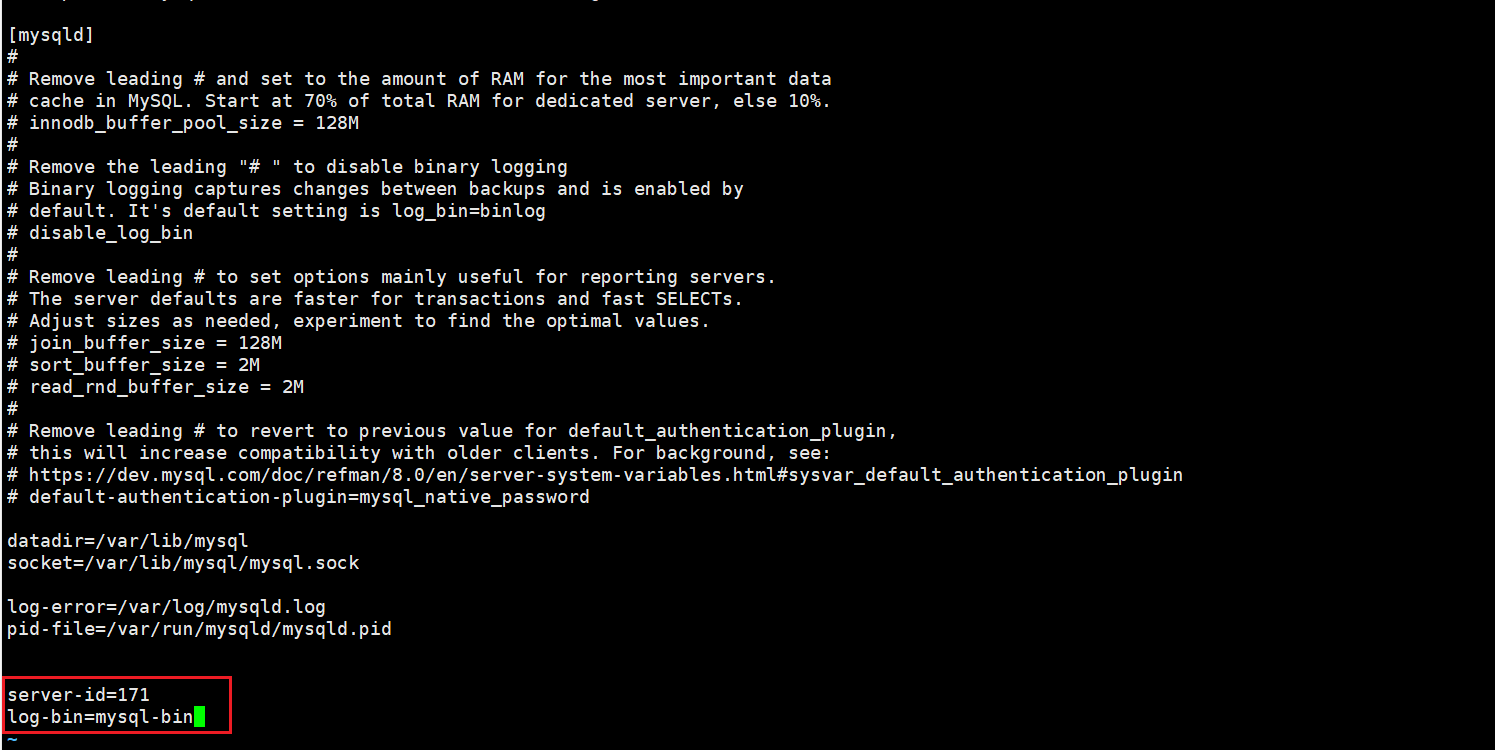 [mysqld]
#
# Remove leading # and set to the amount of RAM for the most important data
# cache in MySQL. Start at 70% of total RAM for dedicated server, else 10%.
# innodb_buffer_pool_size = 128M
#
# Remove the leading "# " to disable binary logging
# Binary logging captures changes between backups and is enabled by
# default. It's default setting is log_bin=binlog
# disable_log_bin
#
# Remove leading # to set options mainly useful for reporting servers.
# The server defaults are faster for transactions and fast SELECTs.
# Adjust sizes as needed, experiment to find the optimal values.
# join_buffer_size = 128M
# sort_buffer_size = 2M
# read_rnd_buffer_size = 2M
#
# Remove leading # to revert to previous value for default_authentication_plugin,
# this will increase compatibility with older clients. For background, see:
# https://dev.mysql.com/doc/refman/8.0/en/server-system-variables.html#sysvar_default_authentication_plugin
# default-authentication-plugin=mysql_native_password
datadir=/var/lib/mysql
socket=/var/lib/mysql/mysql.sock
log-error=/var/log/mysqld.log
pid-file=/var/run/mysqld/mysqld.pid
server-id=171
log-bin=mysql-bin
~